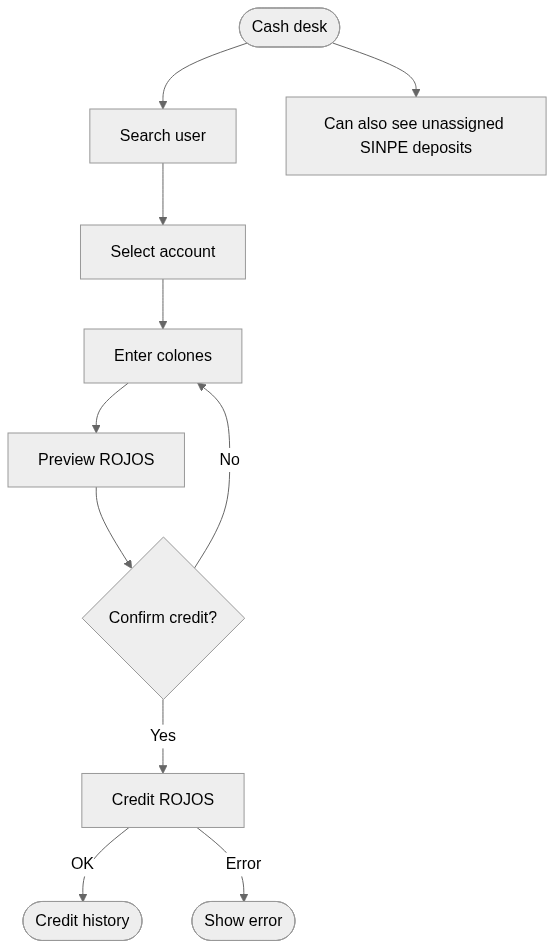 Cash desk
Search user
Can also see unassigned
SINPE deposits
Select account
Enter colones
Preview ROJOS
No
Confirm credit?
Yes
Credit ROJOS
OK
Error
Credit history
Show error